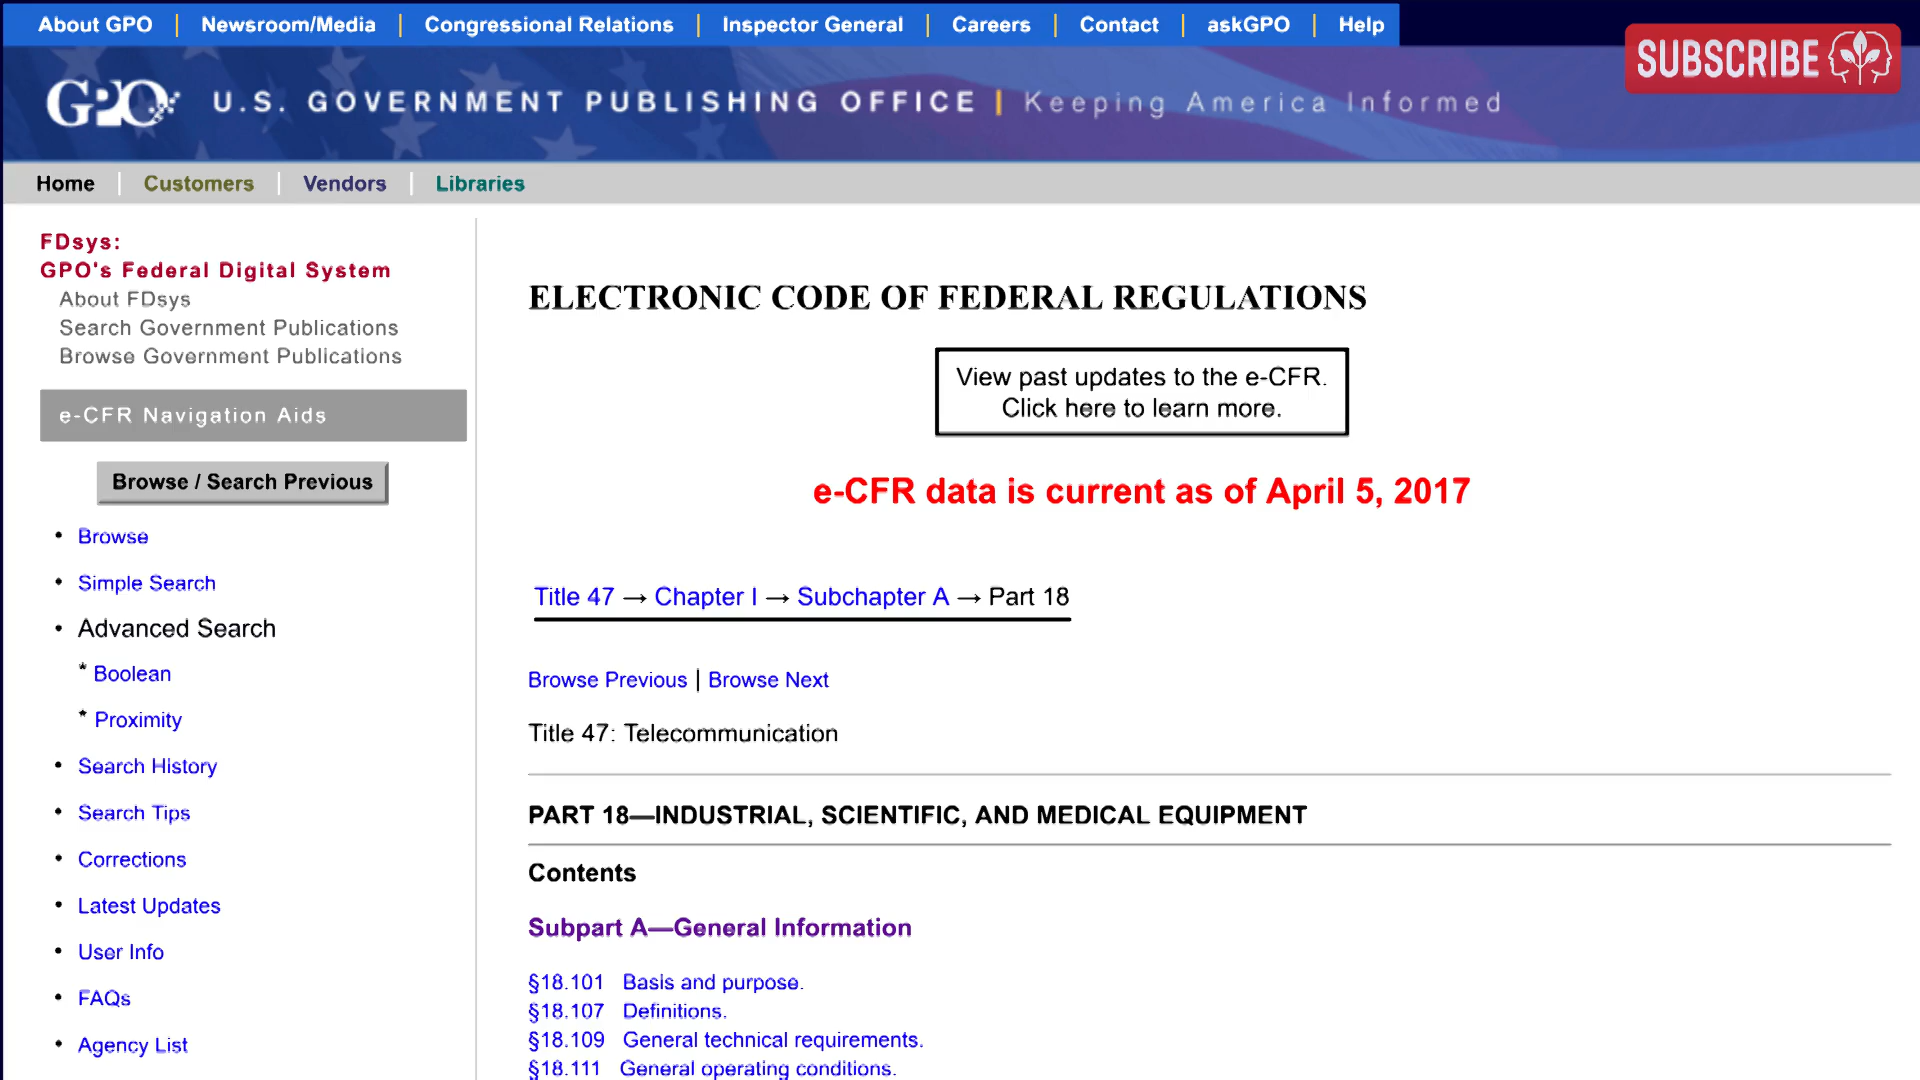 About GPO | Newsroom/Media | Congressional Relations | Inspector General | Careers | Contact | askGPO | Help
SUBSCRIBE
GPO U.S. GOVERNMENT PUBLISHING OFFICE | Keeping America Informed
Home | Customers | Vendors | Libraries
FDsys:
GPO's Federal Digital System
About FDsys
Search Government Publications
Browse Government Publications
e-CFR Navigation Aids
Browse / Search Previous
• Browse
• Simple Search
• Advanced Search
* Boolean
* Proximity
• Search History
• Search Tips
• Corrections
• Latest Updates
• User Info
• FAQs
• Agency List
ELECTRONIC CODE OF FEDERAL REGULATIONS
View past updates to the e-CFR.
Click here to learn more.
e-CFR data is current as of April 5, 2017
Title 47 → Chapter I → Subchapter A → Part 18
Browse Previous | Browse Next
Title 47: Telecommunication
PART 18—INDUSTRIAL, SCIENTIFIC, AND MEDICAL EQUIPMENT
Contents
Subpart A—General Information
§18.101 Basis and purpose.
§18.107 Definitions.
§18.109 General technical requirements.
§18.111 General operating conditions.